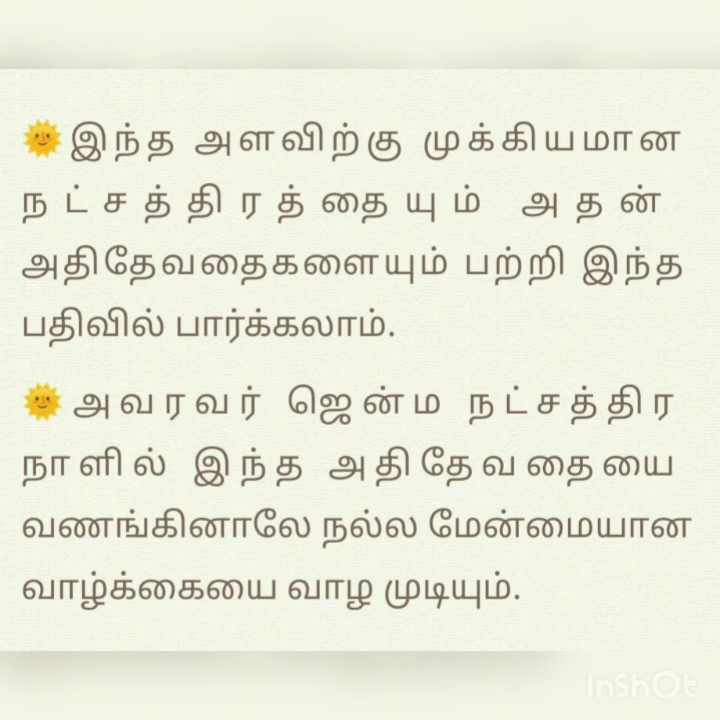 🌞இந்த அளவிற்கு முக்கியமான
நட்சத்திரத்தையும் அதன்
அதிதேவதைகளையும் பற்றி இந்த
பதிவில் பார்க்கலாம்.
🌞அவரவர் ஜென்ம நட்சத்திர
நாளில் இந்த அதிதேவதையை
வணங்கினாலே நல்ல மேன்மையான
வாழ்க்கையை வாழ முடியும்.
InShOt